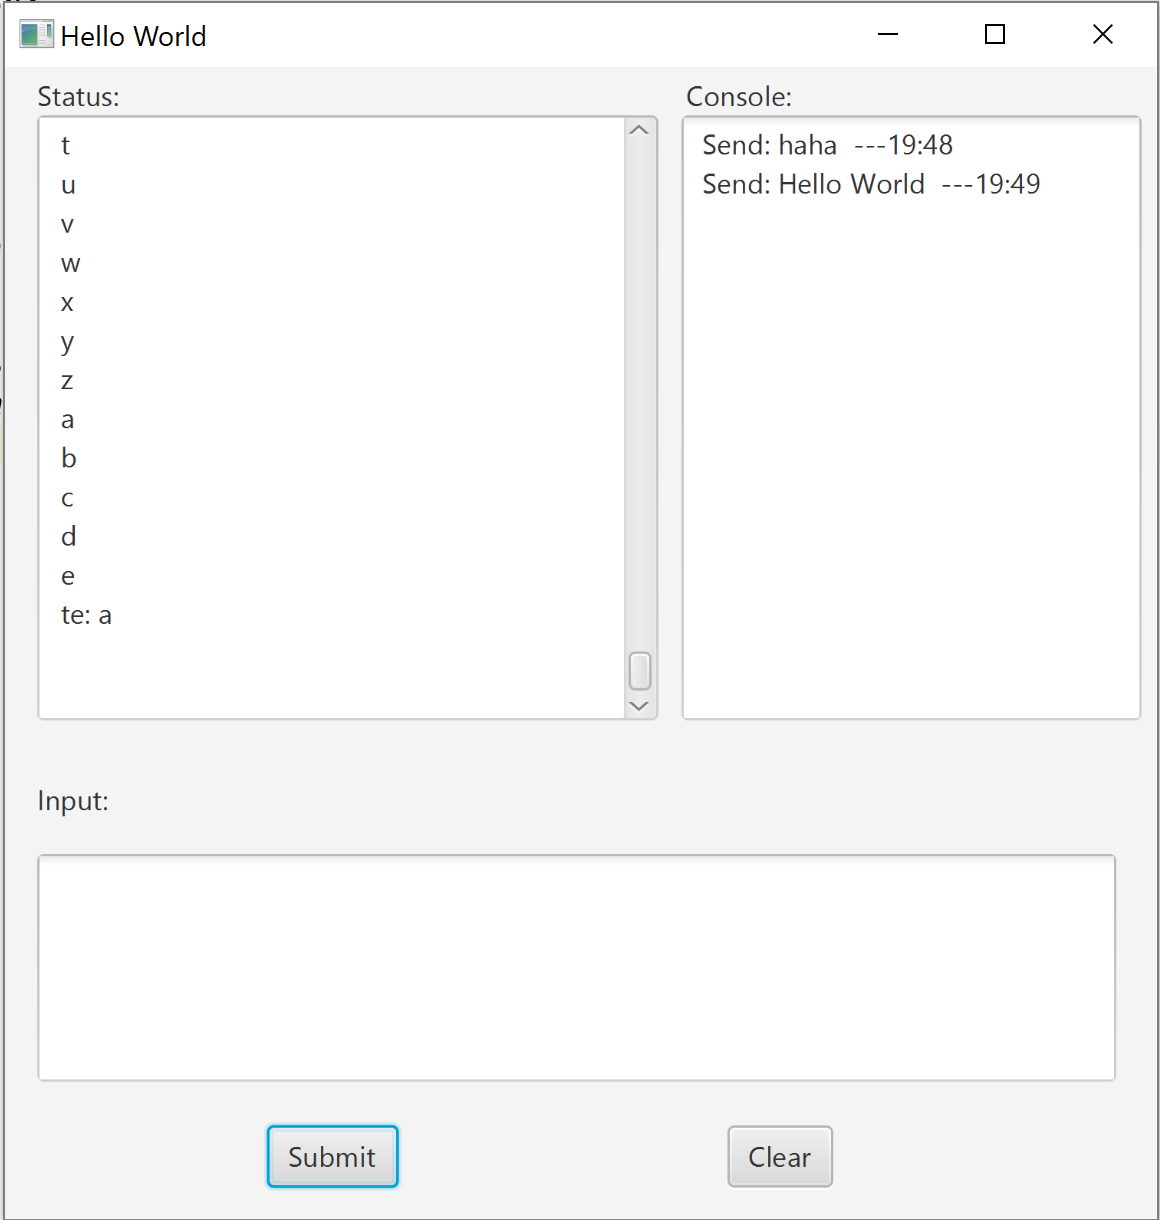 Hello World
Status:
t
u
v
w
x
y
z
a
b
c
d
e
te: a
Console:
Send: haha  ---19:48
Send: Hello World  ---19:49
Input:
Submit
Clear